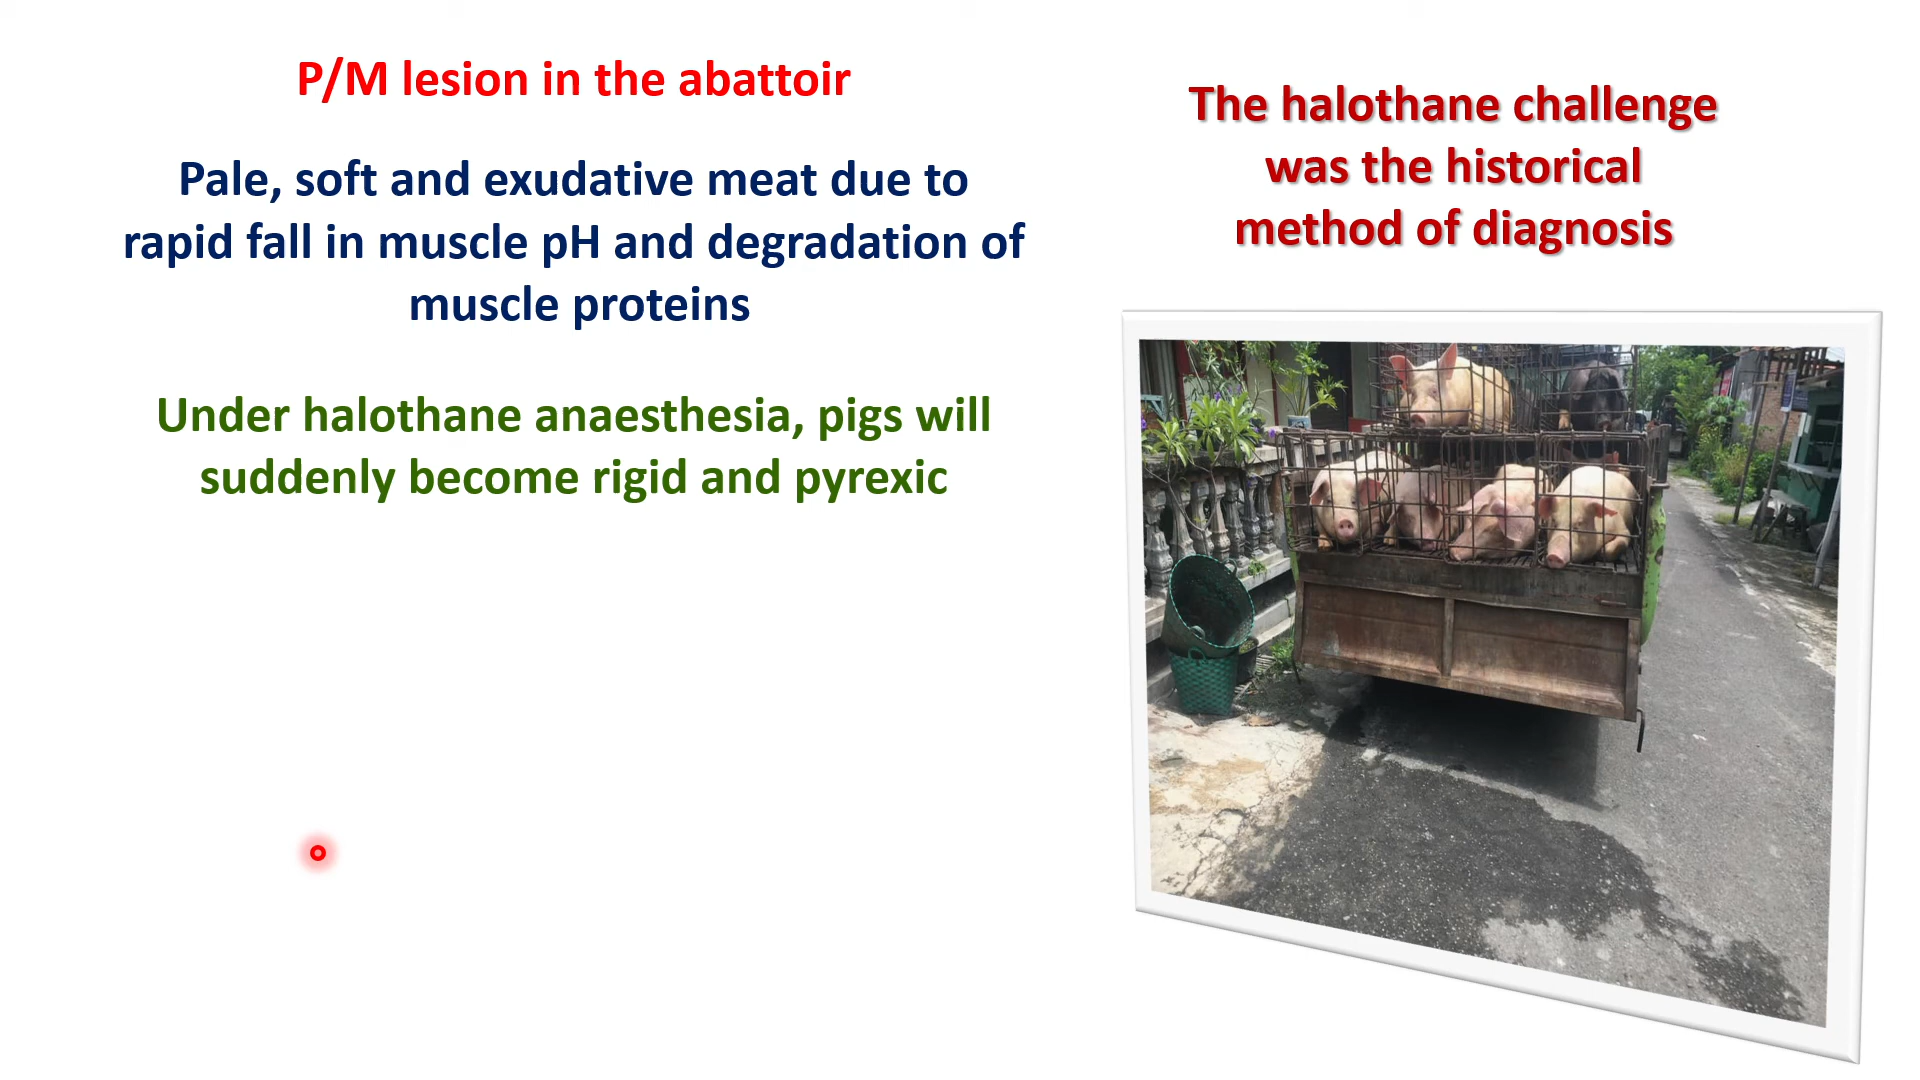 P/M lesion in the abattoir
Pale, soft and exudative meat due to
rapid fall in muscle pH and degradation of
muscle proteins
Under halothane anaesthesia, pigs will
suddenly become rigid and pyrexic
The halothane challenge
was the historical
method of diagnosis